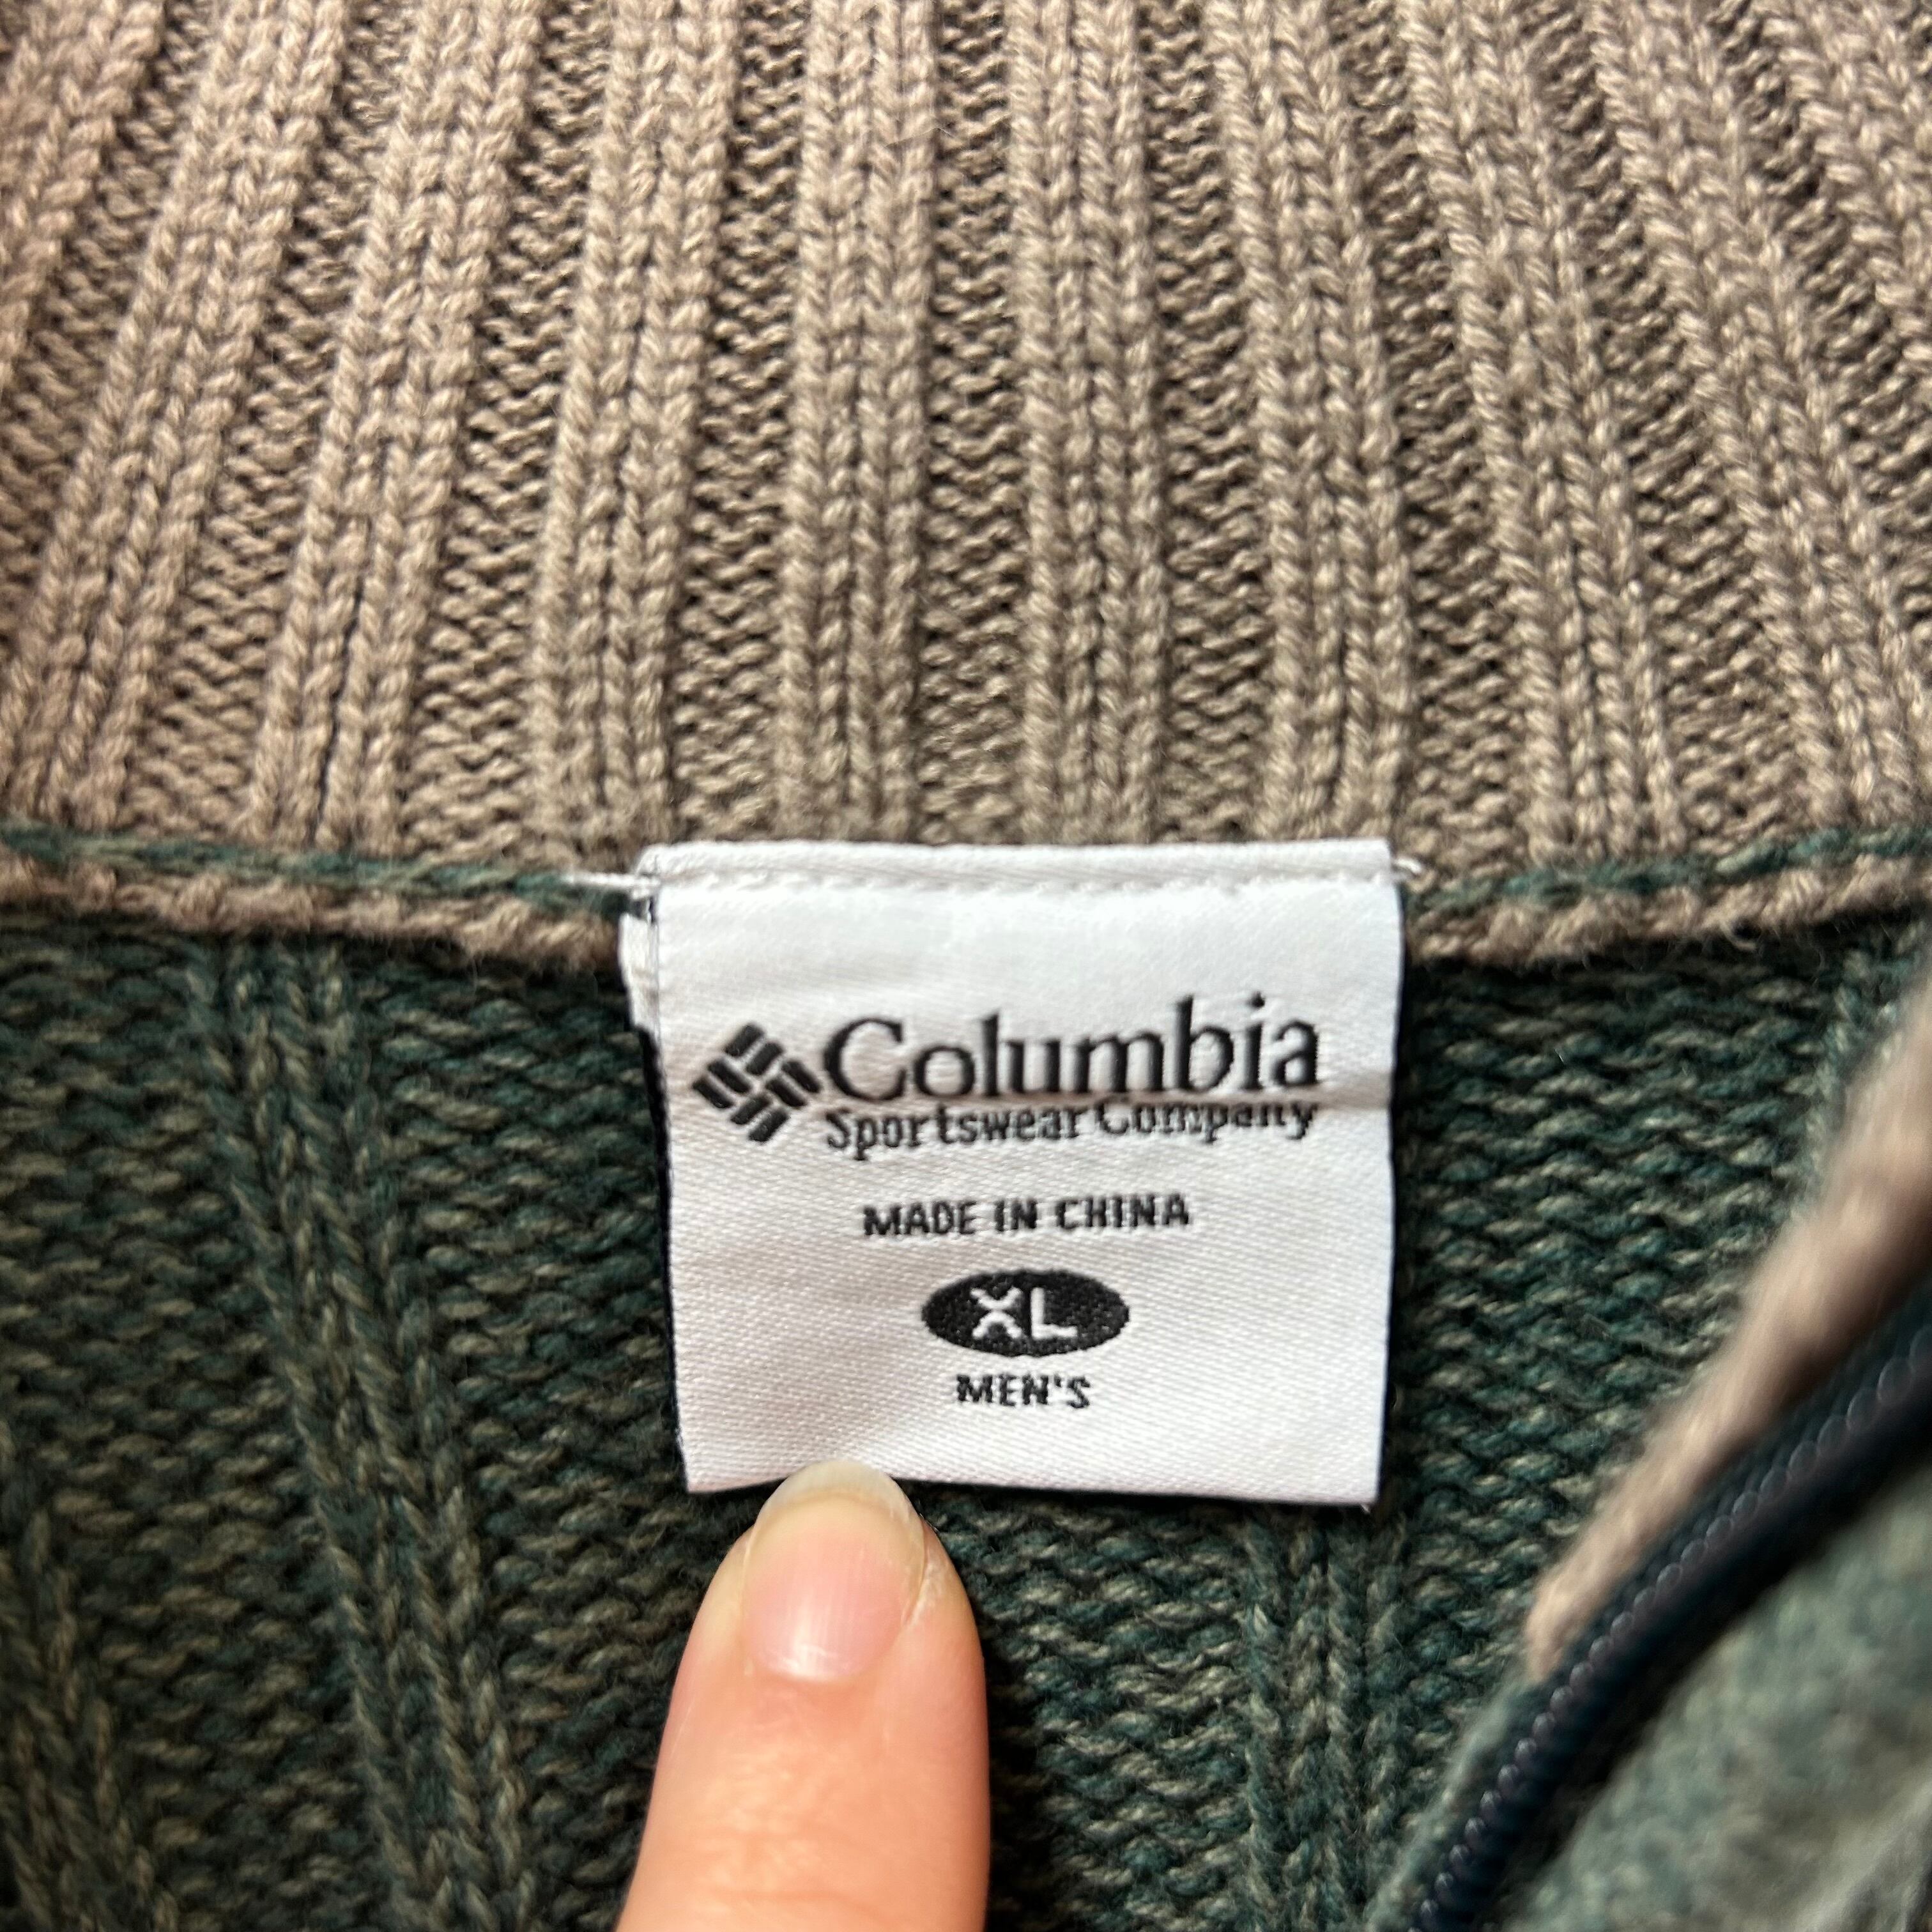 Columbia
Sportswear Company
MADE IN CHINA
XL
MEN'S